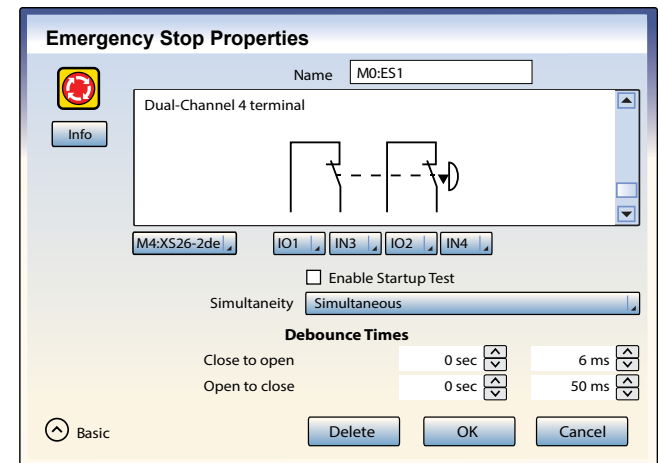 Emergency Stop Properties
Name M0:ES1
Dual-Channel 4 terminal
Info
M4:XS26-2de IO1 IN3 IO2 IN4
Enable Startup Test
Simultaneity Simultaneous
Debounce Times
Close to open 0 sec 6 ms
Open to close 0 sec 50 ms
Basic Delete OK Cancel